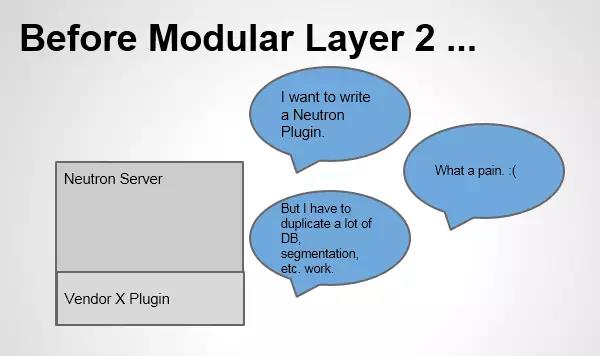 Before Modular Layer 2 ...
I want to write
a Neutron
Plugin.
What a pain. :(
Neutron Server
But I have to
duplicate a lot of
DB,
segmentation,
etc. work.
Vendor X Plugin